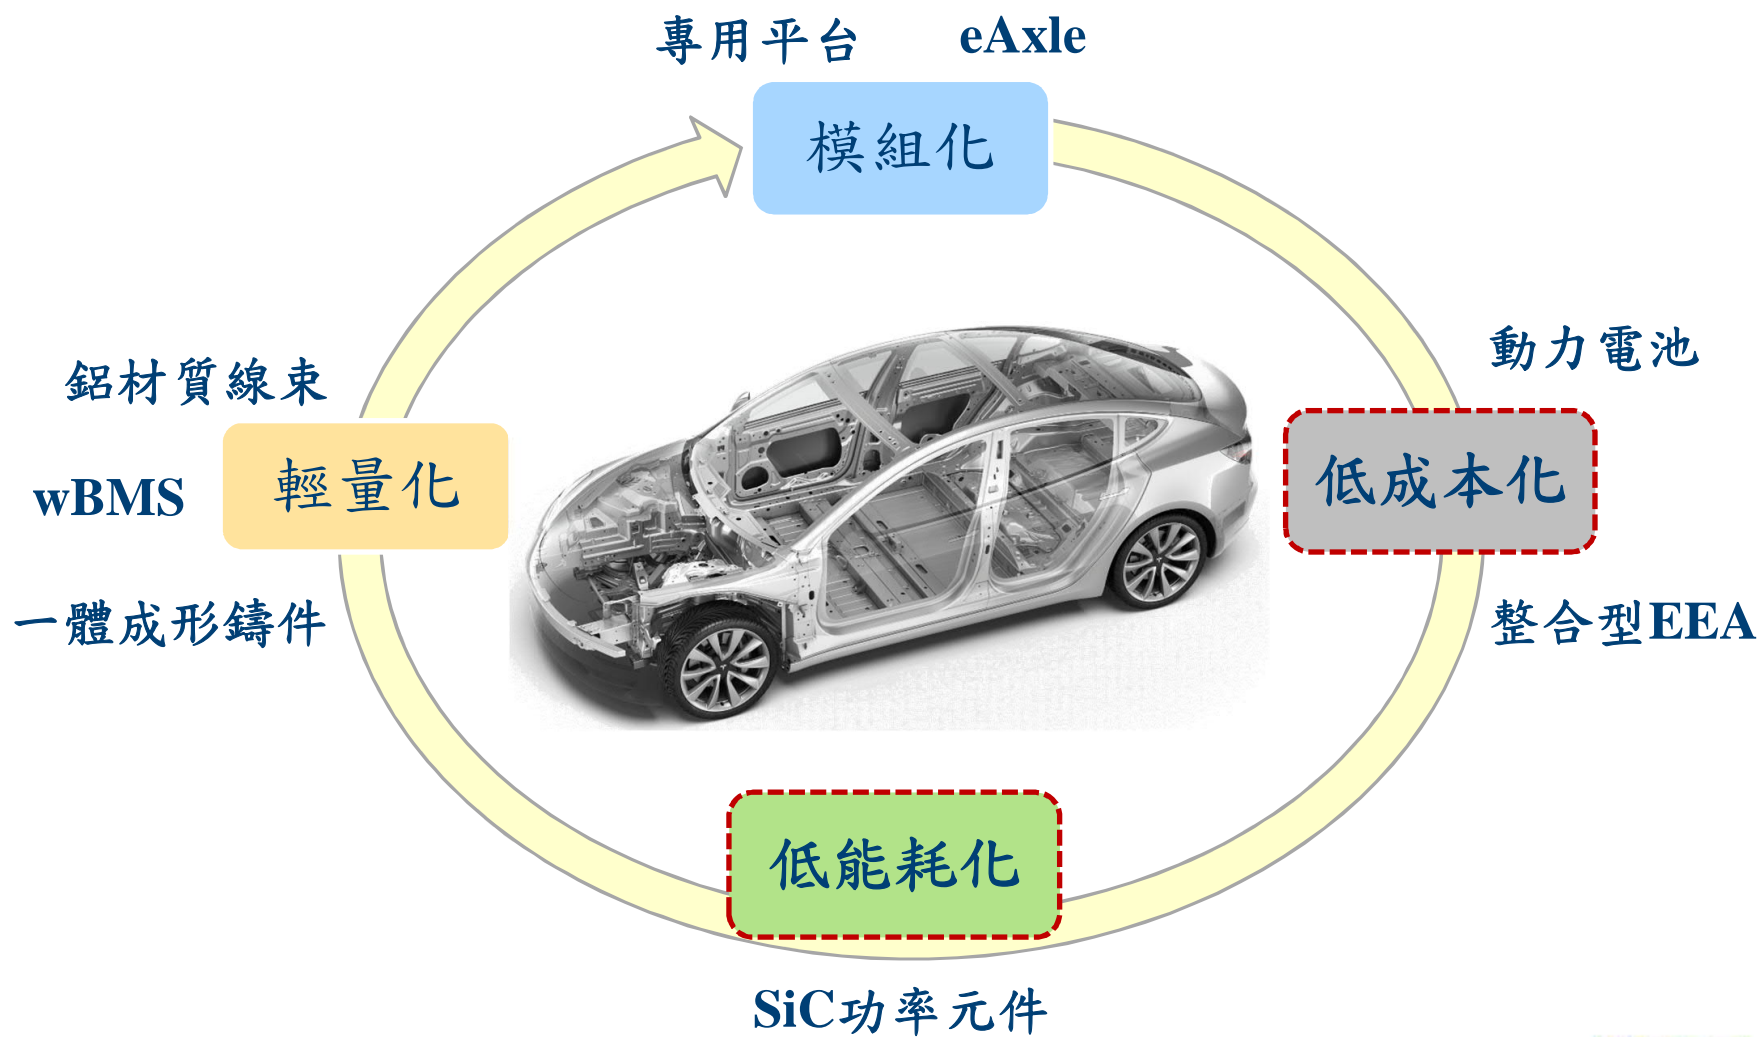 專用平台 eAxle
模組化
動力電池
低成本化
整合型EEA
鋁材質線束
輕量化
wBMS
一體成形鑄件
低能耗化
SiC功率元件